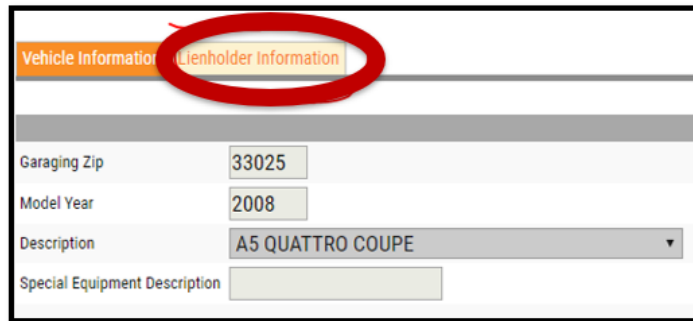 Vehicle Information Lienholder Information
Garaging Zip 33025
Model Year 2008
Description A5 QUATTRO COUPE
Special Equipment Description